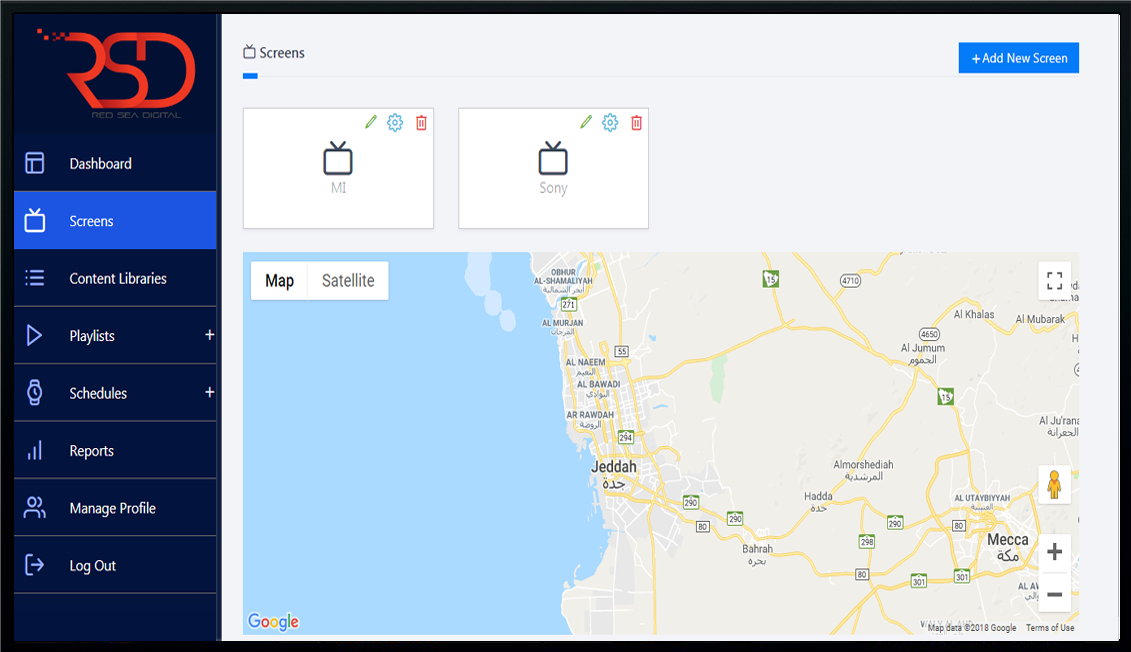 RSD
RED SEA DIGITAL
Dashboard
Screens
Content Libraries
Playlists +
Schedules +
Reports
Manage Profile
Log Out
Screens
+ Add New Screen
MI
Sony
Map Satellite
OBHUR
AL-SHAMALIYAH
أبحر الشمالية
271
AL MURJAN
المرجان
55
AL NAEEM
النعيم
AL BAWADI
البوادي
AR RAWDAH
الروضة
294
Jeddah
جدة
15
4710
Al Khalas
Al Mubarak
4650
Al Jumum
الجموم
15
Al Ju'rana
الجعرانة
Almorshediah
المرشدية
Hadda
حدة
AL UTAYBIYYAH
العتيبية
290
80
290
290
80
298
Mecca
مكة
Bahrah
بحره
80
301
301
Google
Map data ©2018 Google
Terms of Use